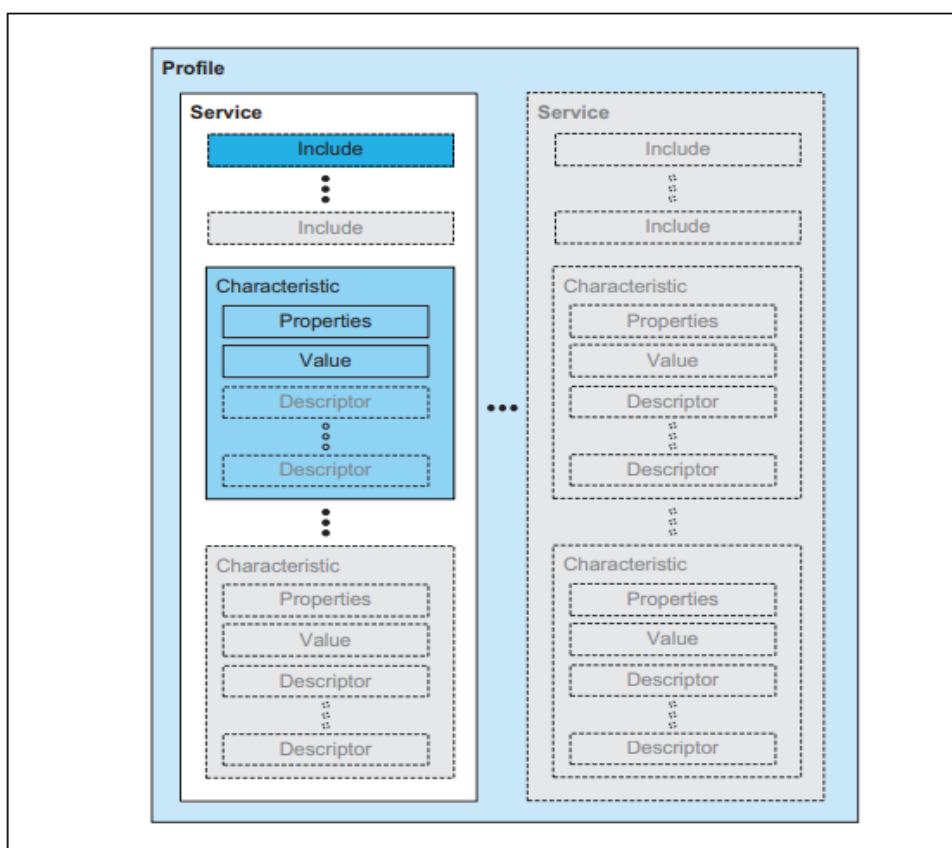 Profile
Service
Include
Include
Characteristic
Properties
Value
Descriptor
Descriptor
Characteristic
Properties
Value
Descriptor
Descriptor
Service
Include
Include
Characteristic
Properties
Value
Descriptor
Descriptor
Characteristic
Properties
Value
Descriptor
Descriptor